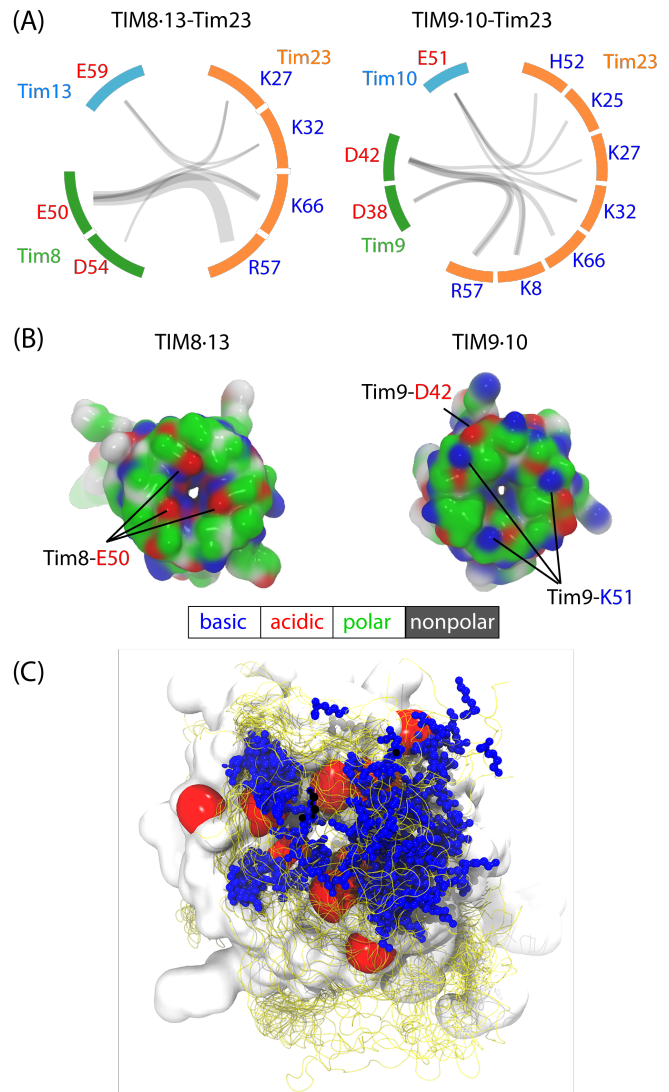 (A) TIM8·13-Tim23 TIM9·10-Tim23
E59 Tim23 E51 H52 Tim23
Tim13 K27 Tim10 K25
K32 D42 K27
E50 K66 D38 K32
Tim8 D54 R57 Tim9 K66
R57 K8
(B) TIM8·13 TIM9·10
Tim9-D42
Tim8-E50
Tim9-K51
basic acidic polar nonpolar
(C)